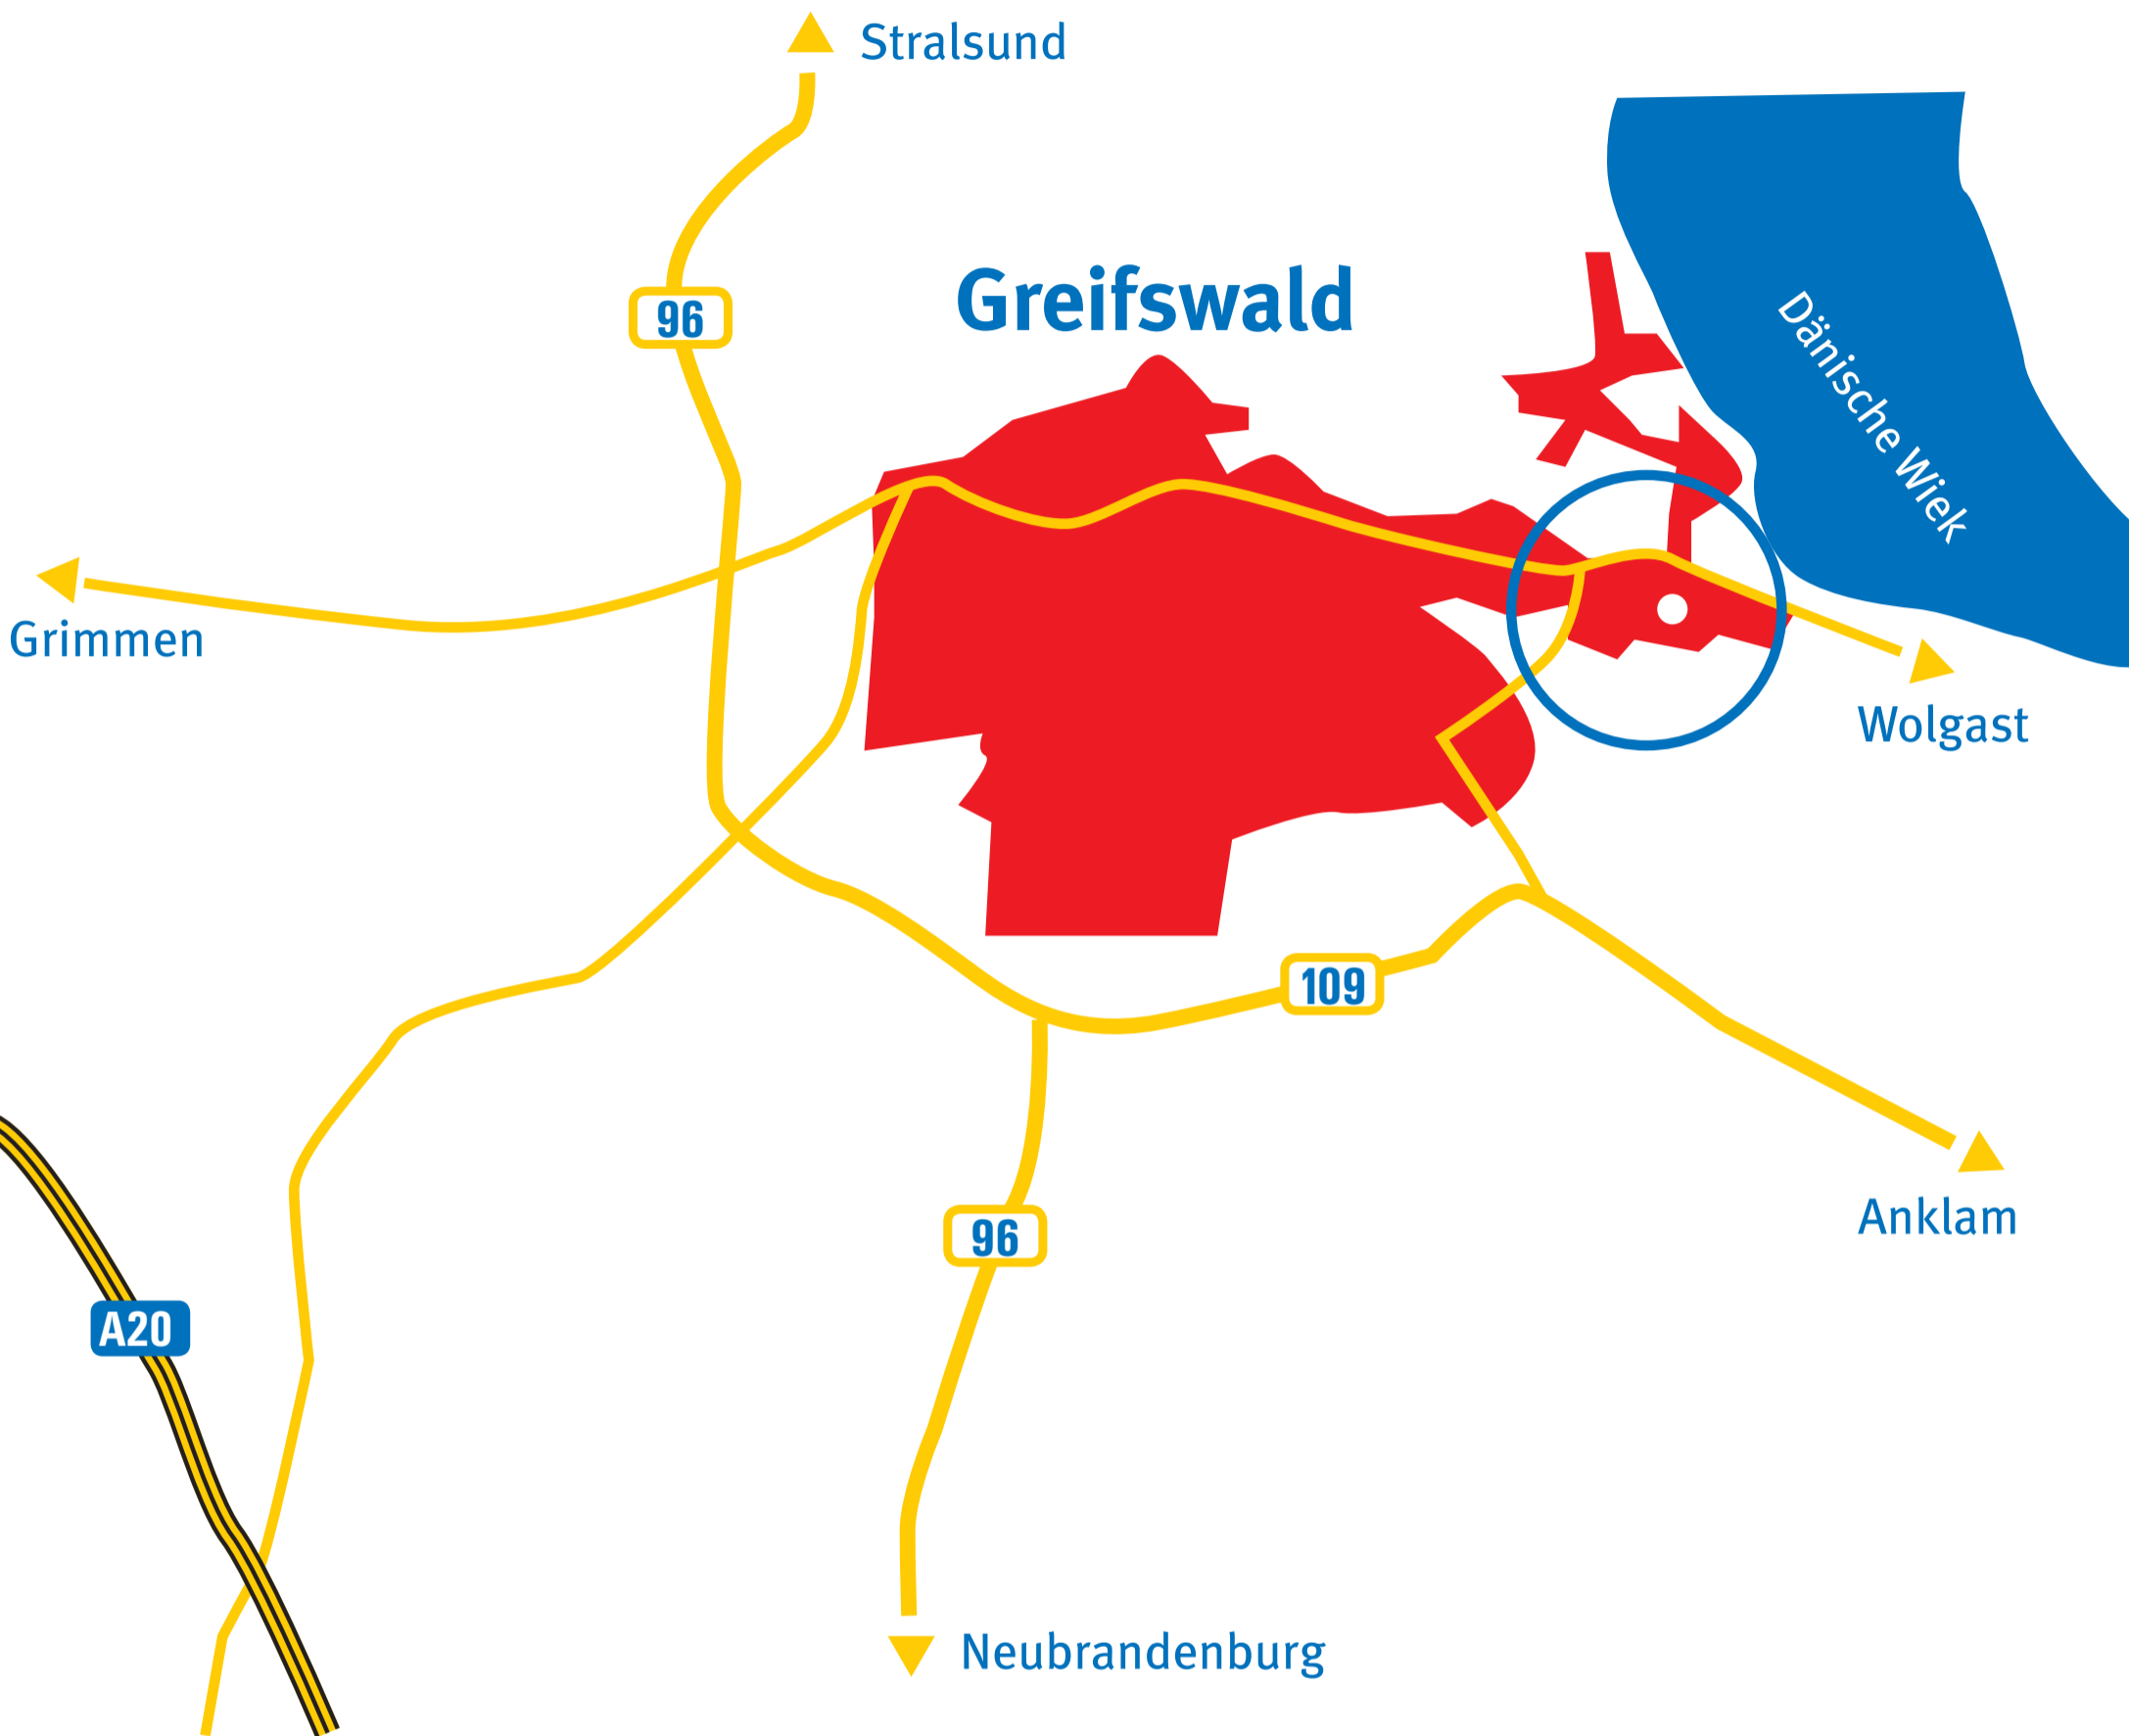 Stralsund
96
Greifswald
Dänische Wiek
Grimmen
Wolgast
109
Anklam
96
A20
Neubrandenburg